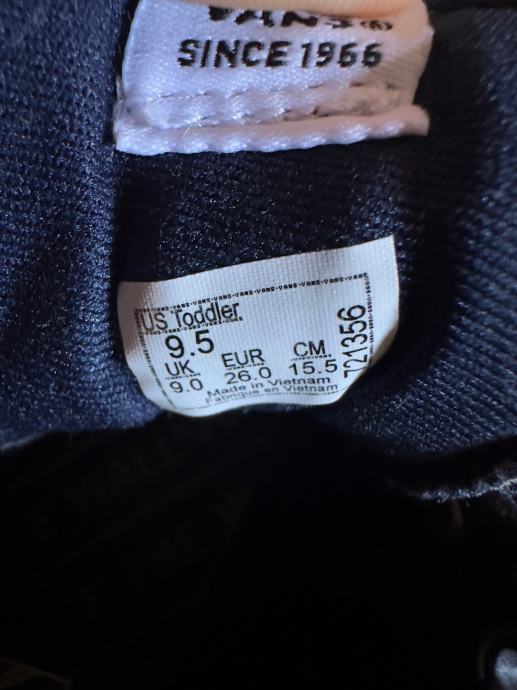 VANS®
SINCE 1966
US Toddler
9.5
UK EUR CM
9.0 26.0 15.5
Made in Vietnam
Fabriqué en Vietnam
721356